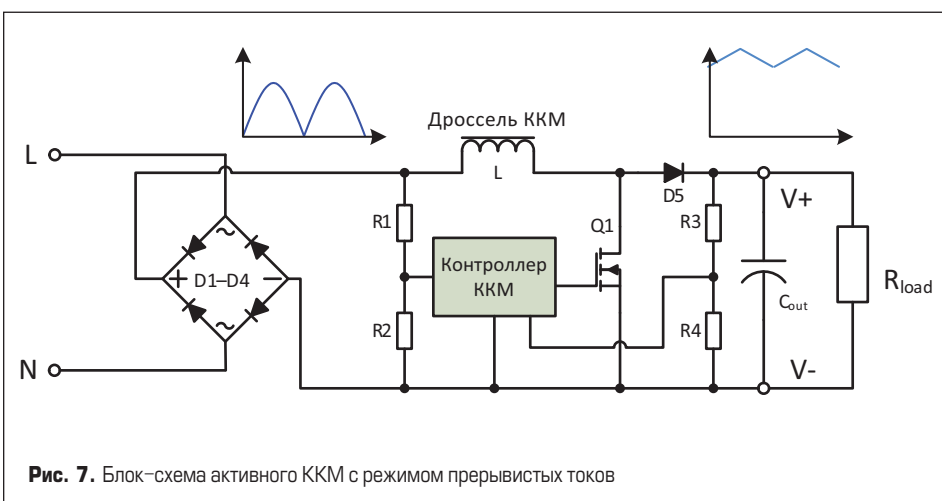 Дроссель ККМ
L
L
D5
V+
R1
Q1
R3
Контроллер
ККМ
+ D1–D4 −
~
~
R2
R4
Cout
Rload
N
V-
Рис. 7. Блок-схема активного ККМ с режимом прерывистых токов